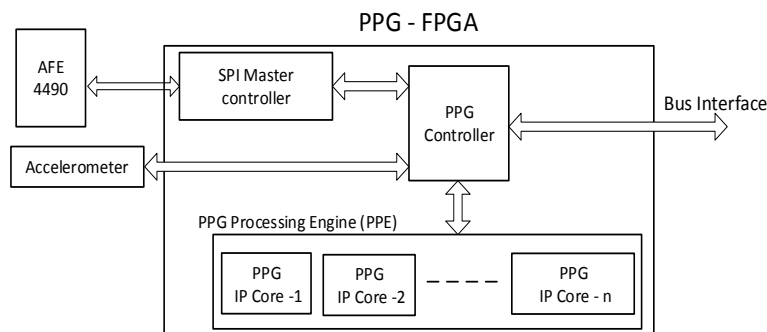 PPG - FPGA
AFE
4490
SPI Master
controller
PPG
Controller
Bus Interface
Accelerometer
PPG Processing Engine (PPE)
PPG
IP Core -1
PPG
IP Core -2
PPG
IP Core - n